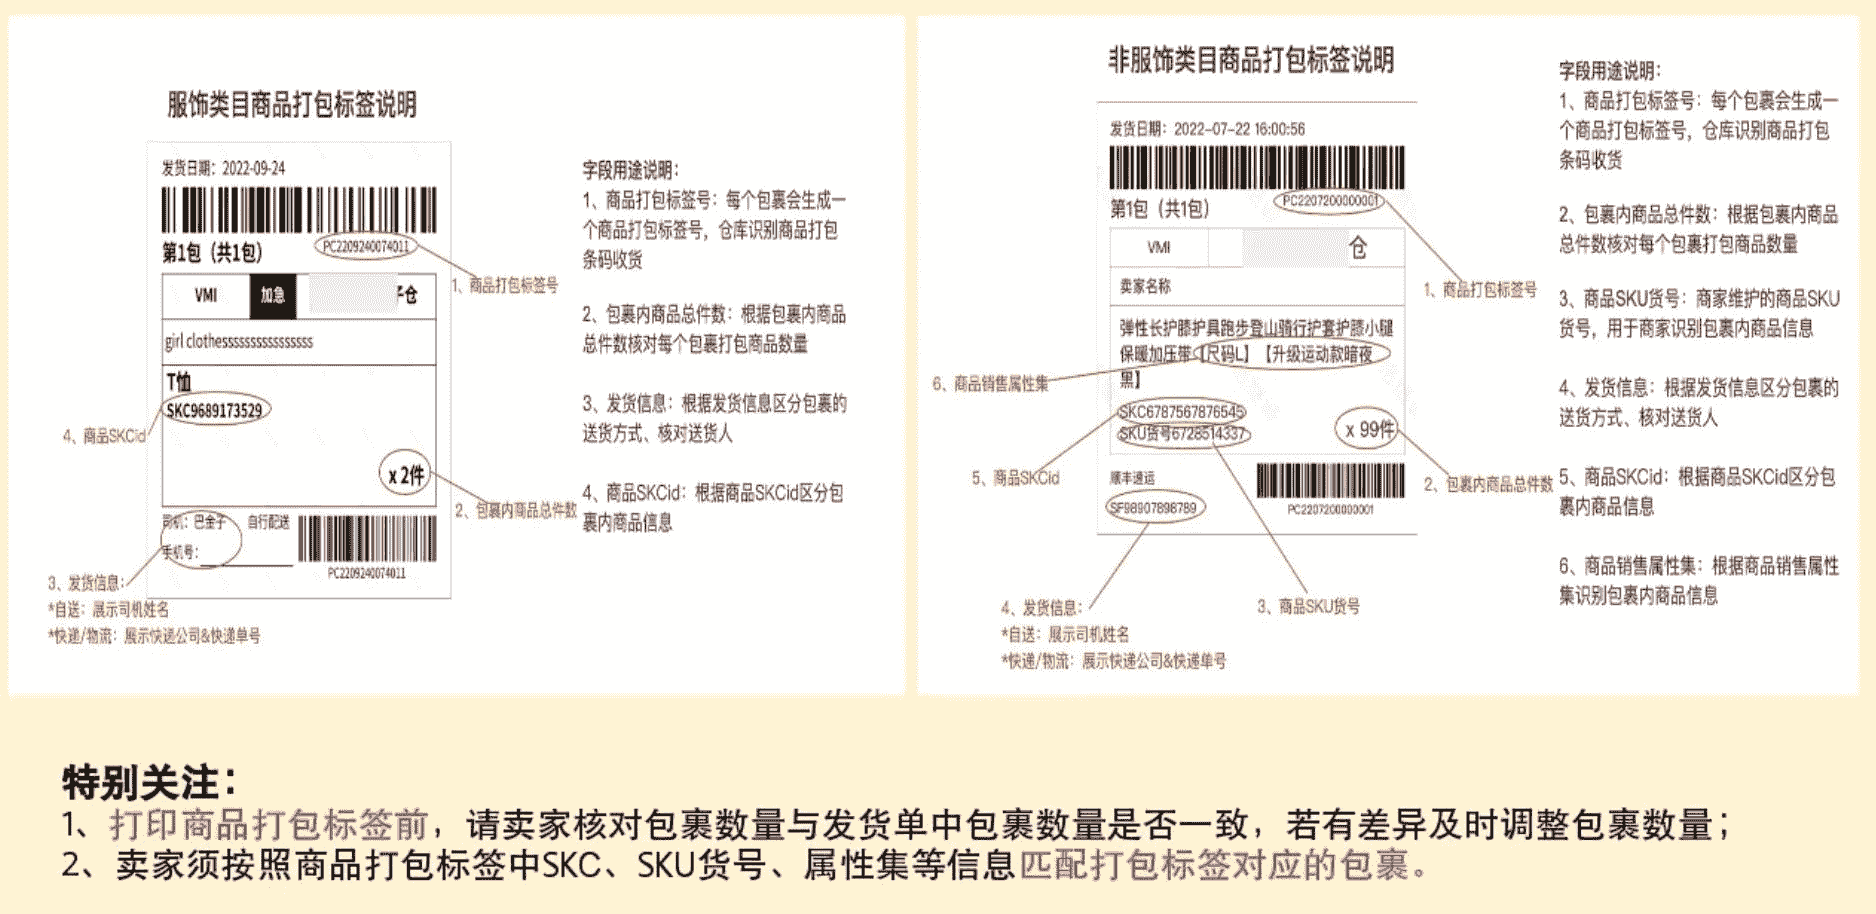 服饰类目商品打包标签说明
发货日期：2022-09-24
PC2209240074011
第1包（共1包）
1、商品打包标签号
VMI 加急 子仓
girl clothesssssssssssssssss
T恤
SKC9689173529
4、商品SKCid
x 2件
2、包裹内商品总件数
司机：巴金子 自行配送
手机号：
PC2209240074011
3、发货信息：
*自送：展示司机姓名
*快递/物流：展示快递公司&快递单号
字段用途说明：
1、商品打包标签号：每个包裹会生成一
个商品打包标签号，仓库识别商品打包
条码收货
2、包裹内商品总件数：根据包裹内商品
总件数核对每个包裹打包商品数量
3、发货信息：根据发货信息区分包裹的
送货方式、核对送货人
4、商品SKCid：根据商品SKCid区分包
裹内商品信息
非服饰类目商品打包标签说明
发货日期：2022-07-22 16:00:56
PC2207200000001
第1包（共1包）
VMI 仓
1、商品打包标签号
卖家名称
弹性长护膝护具跑步登山骑行护套护膝小腿
保暖加压带【尺码L】【升级运动款暗夜
黑】
6、商品销售属性集
SKC6787567876545
SKU货号6728514337
x 99件
5、商品SKCid
2、包裹内商品总件数
顺丰速运
SF98907898789
PC2207200000001
4、发货信息：
*自送：展示司机姓名
*快递/物流：展示快递公司&快递单号
3、商品SKU货号
字段用途说明：
1、商品打包标签号：每个包裹会生成一
个商品打包标签号，仓库识别商品打包
条码收货
2、包裹内商品总件数：根据包裹内商品
总件数核对每个包裹打包商品数量
3、商品SKU货号：商家维护的商品SKU
货号，用于商家识别包裹内商品信息
4、发货信息：根据发货信息区分包裹的
送货方式、核对送货人
5、商品SKCid：根据商品SKCid区分包
裹内商品信息
6、商品销售属性集：根据商品销售属性
集识别包裹内商品信息
特别关注：
1、打印商品打包标签前，请卖家核对包裹数量与发货单中包裹数量是否一致，若有差异及时调整包裹数量；
2、卖家须按照商品打包标签中SKC、SKU货号、属性集等信息匹配打包标签对应的包裹。